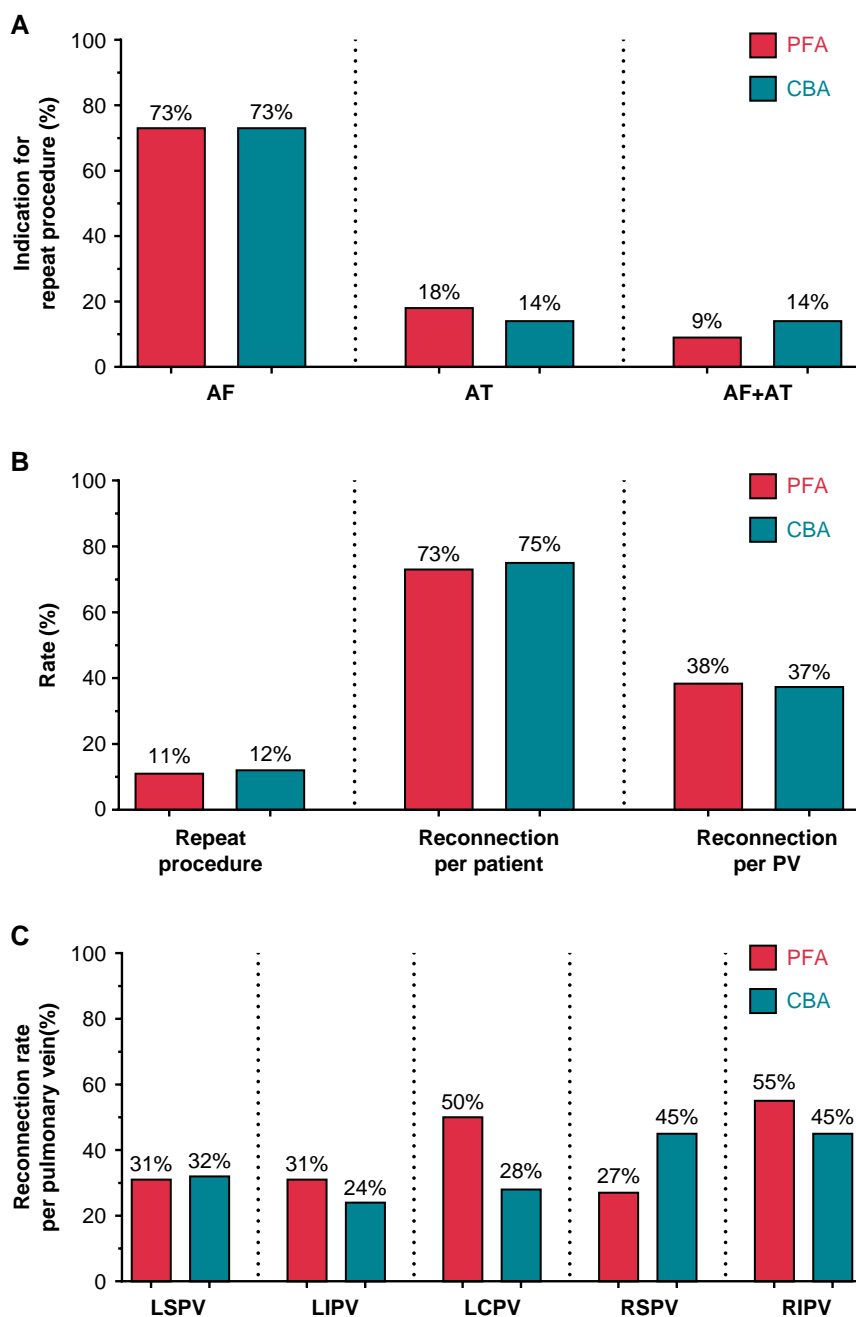 A
Indication for
repeat procedure (%)
100
80
60
40
20
0
PFA
CBA
73%
73%
18%
14%
9%
14%
AF
AT
AF+AT
B
Rate (%)
100
80
60
40
20
0
PFA
CBA
11%
12%
73%
75%
38%
37%
Repeat
procedure
Reconnection
per patient
Reconnection
per PV
C
Reconnection rate
per pulmonary vein(%)
100
80
60
40
20
0
PFA
CBA
31%
32%
31%
24%
50%
28%
27%
45%
55%
45%
LSPV
LIPV
LCPV
RSPV
RIPV